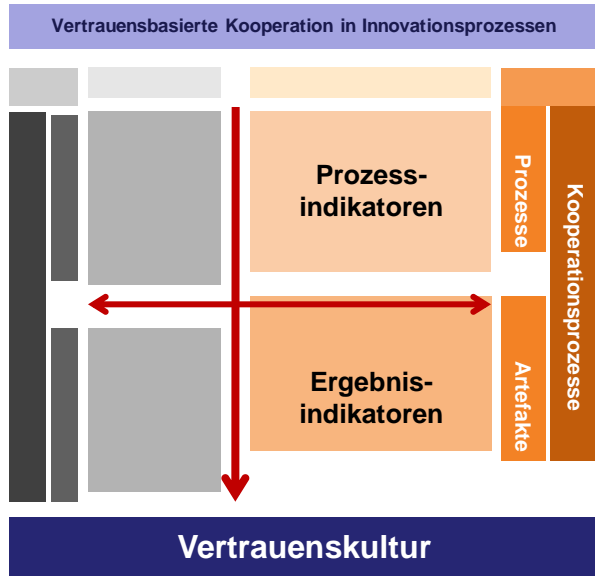 Vertrauensbasierte Kooperation in Innovationsprozessen
Prozess-
indikatoren
Prozesse
Kooperationsprozesse
Ergebnis-
indikatoren
Artefakte
Vertrauenskultur